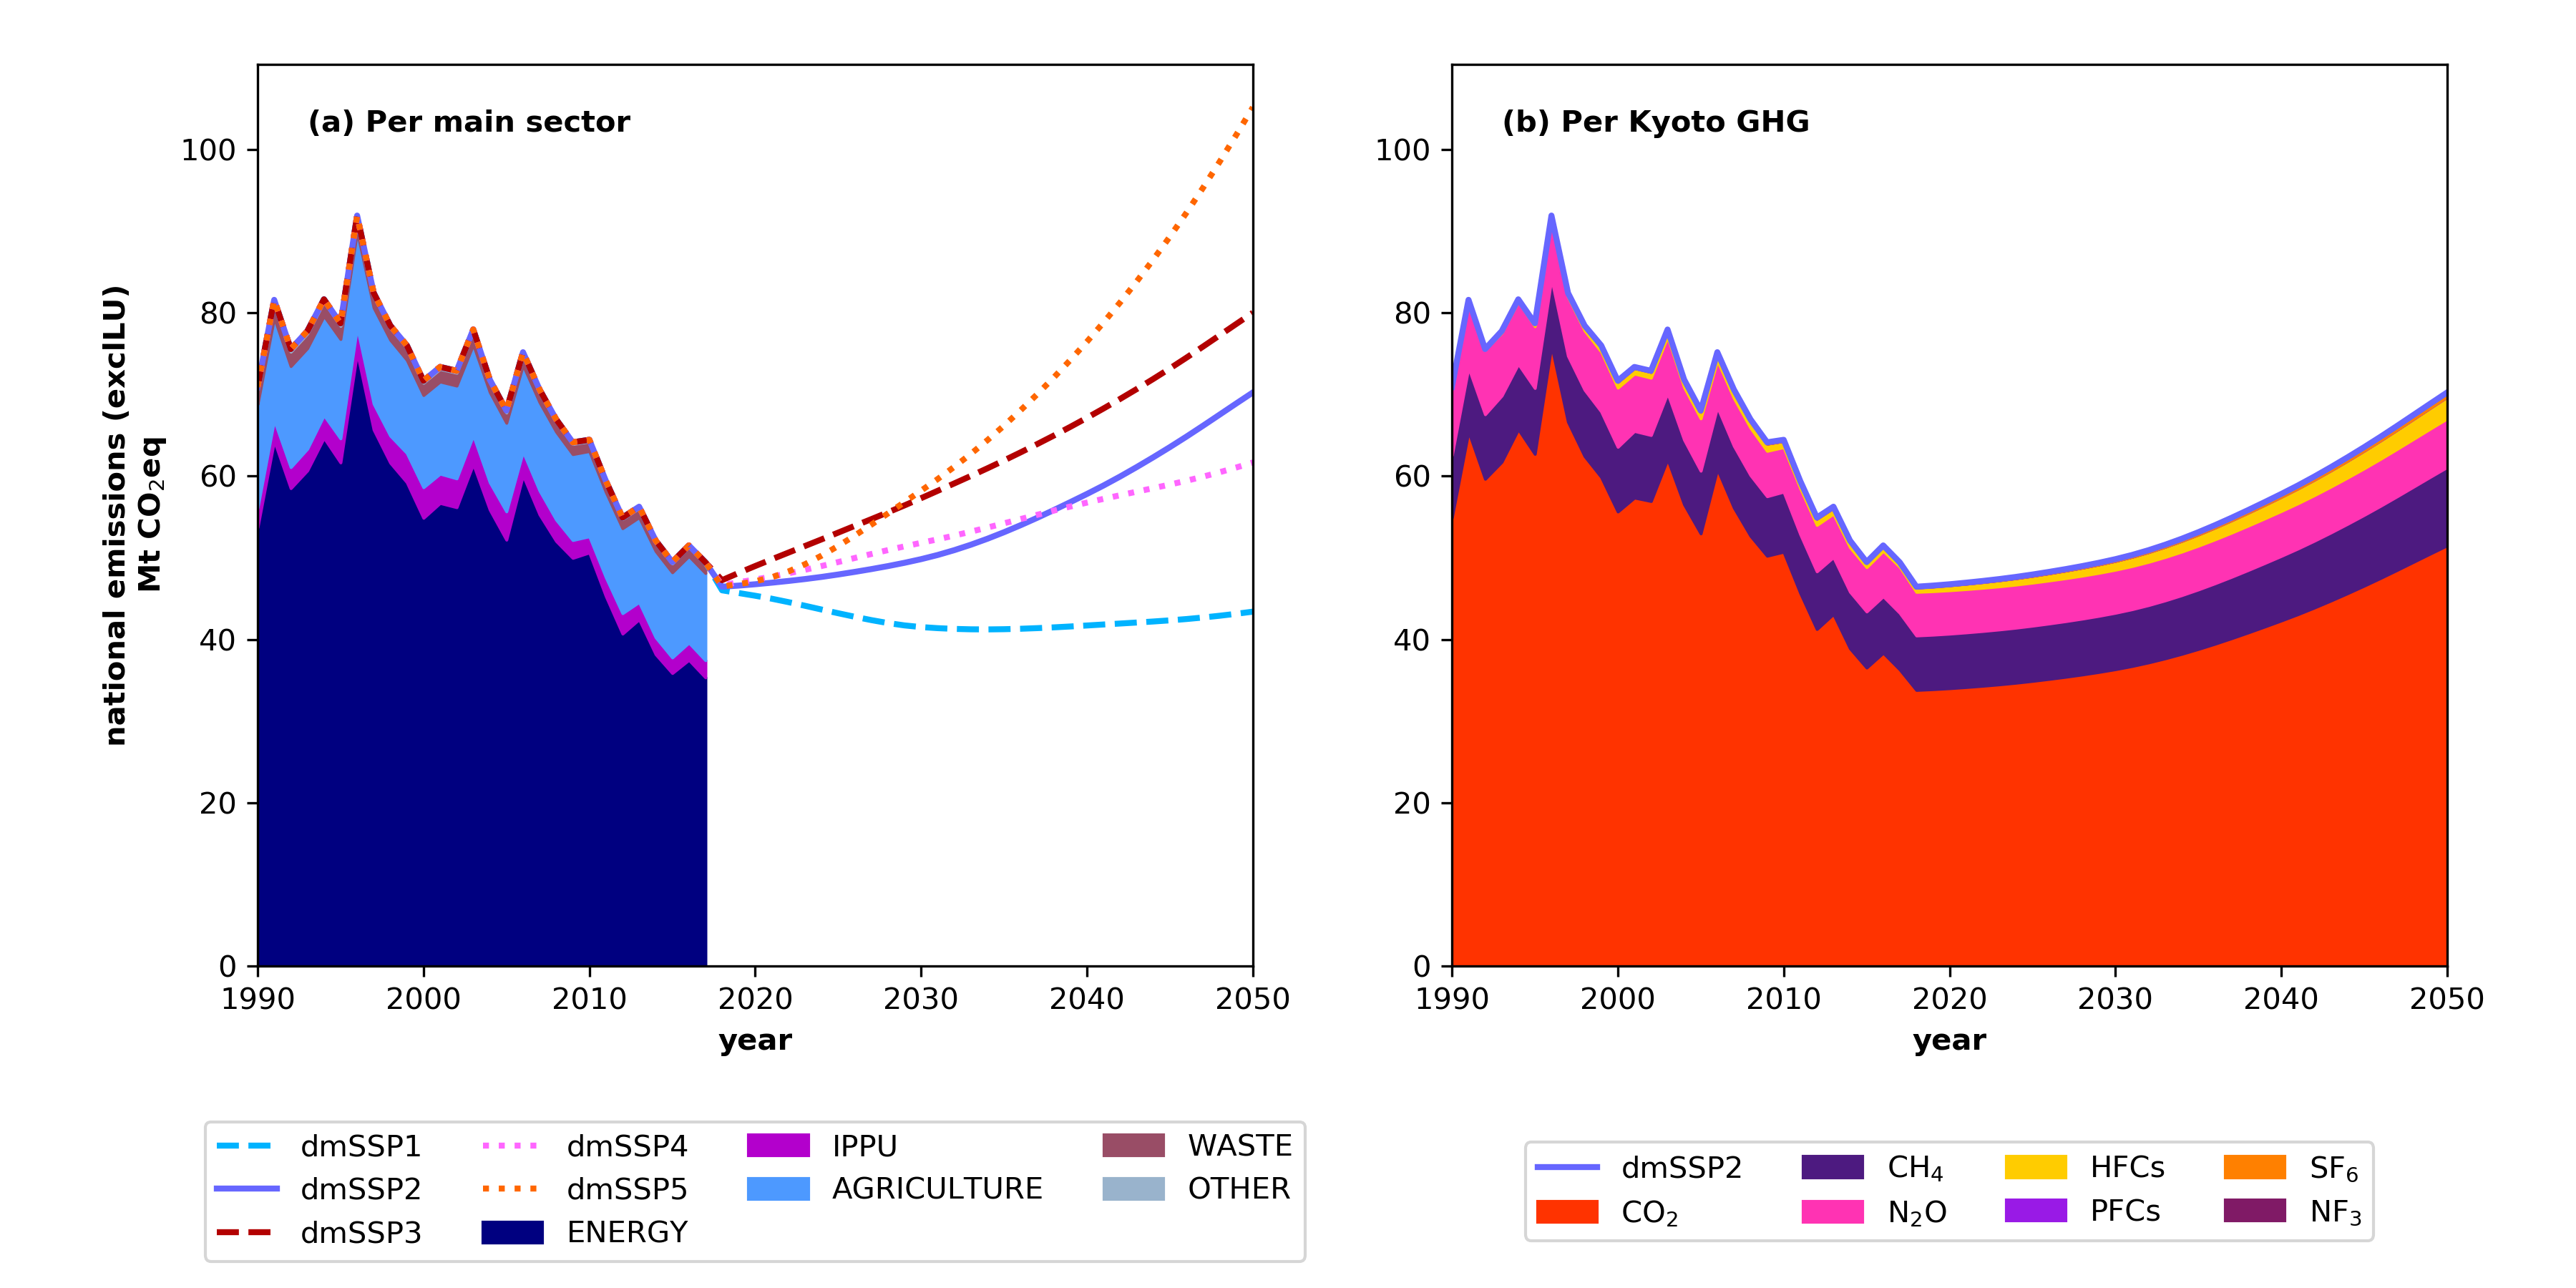 (a) Per main sector
national emissions (exclLU)
Mt CO₂eq
100
80
60
40
20
0
1990 2000 2010 2020 2030 2040 2050
year
dmSSP1 dmSSP4 IPPU WASTE
dmSSP2 dmSSP5 AGRICULTURE OTHER
dmSSP3 ENERGY
(b) Per Kyoto GHG
100
80
60
40
20
0
1990 2000 2010 2020 2030 2040 2050
year
dmSSP2 CH₄ HFCs SF₆
CO₂ N₂O PFCs NF₃